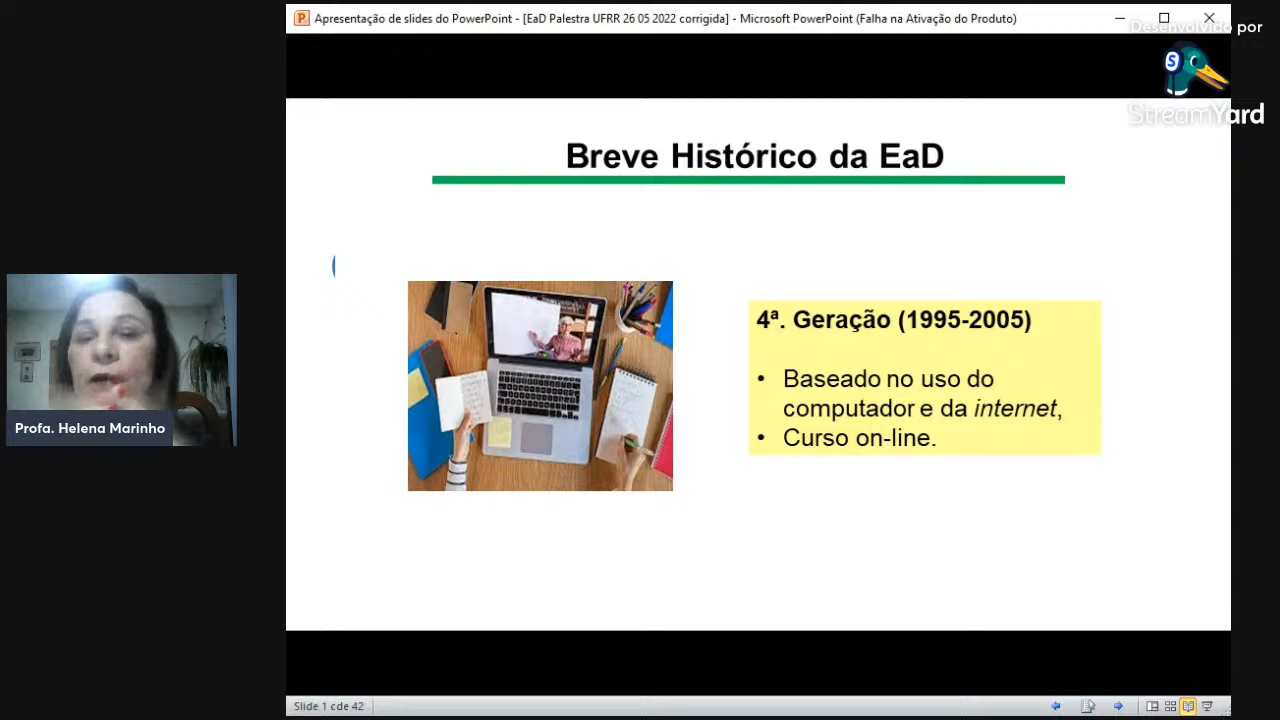 Apresentação de slides do PowerPoint - [EaD Palestra UFRR 26 05 2022 corrigida] - Microsoft PowerPoint (Falha na Ativação do Produto)
Desenvolvido por
S
StreamYard
Breve Histórico da EaD
4ª. Geração (1995-2005)
• Baseado no uso do
computador e da internet,
• Curso on-line.
Profa. Helena Marinho
Slide 1 cde 42